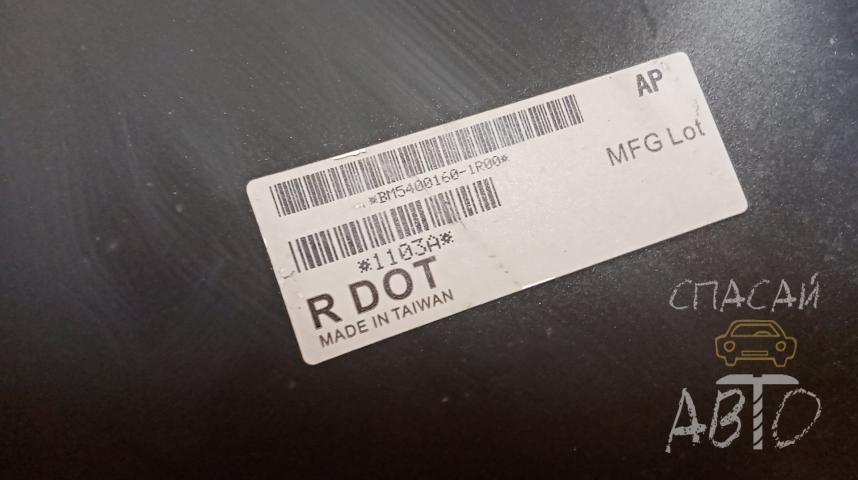 AP
*BM5400160-1R00*
MFG Lot
*1103A*
R DOT
MADE IN TAIWAN
СПАСАЙ
АВТО